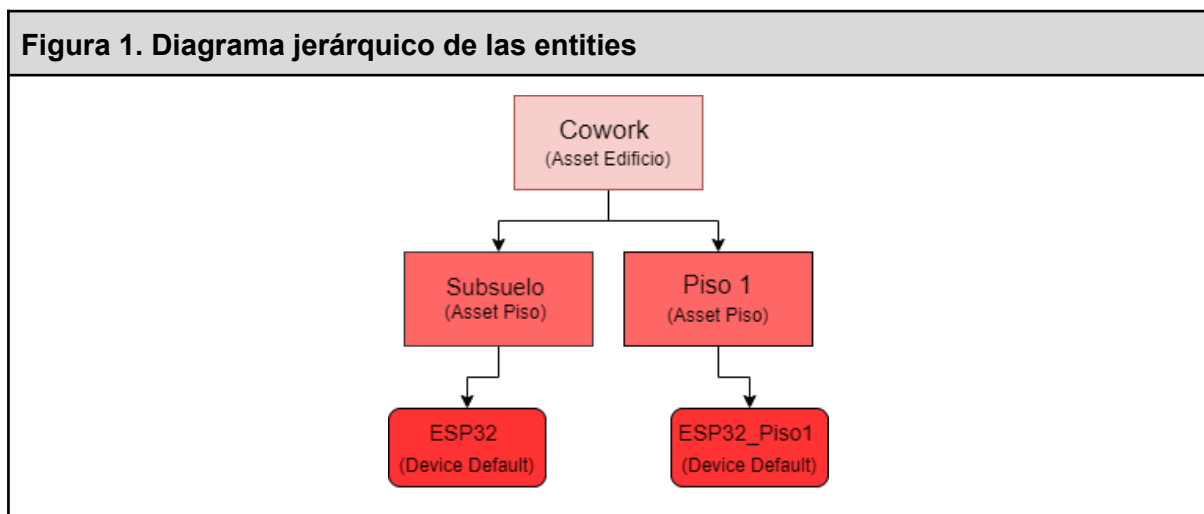 Figura 1. Diagrama jerárquico de las entities
Cowork
(Asset Edificio)
Subsuelo
(Asset Piso)
Piso 1
(Asset Piso)
ESP32
(Device Default)
ESP32_Piso1
(Device Default)